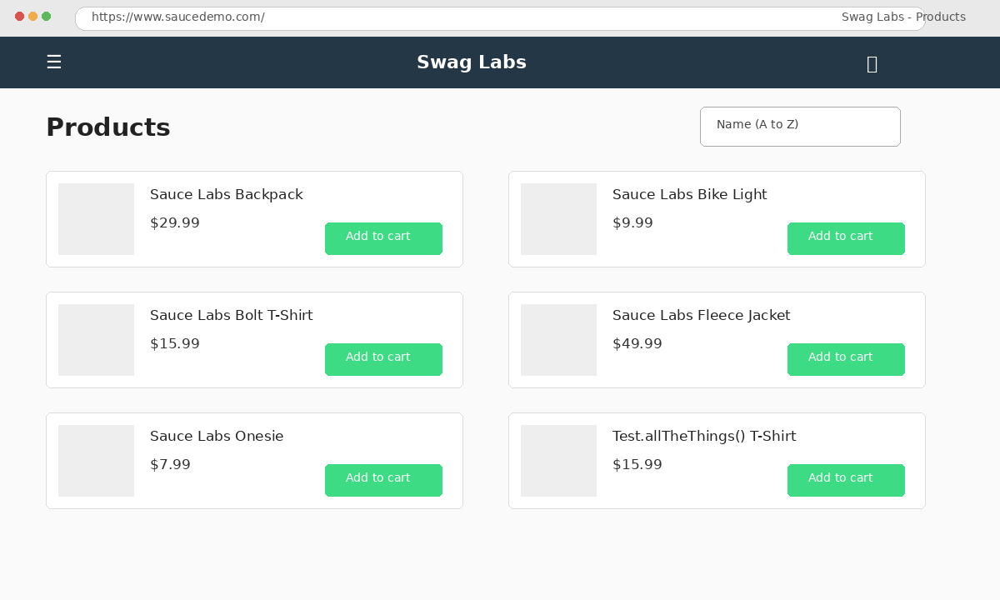 https://www.saucedemo.com/
Swag Labs - Products
☰
Swag Labs
Products
Name (A to Z)
Sauce Labs Backpack
$29.99
Add to cart
Sauce Labs Bike Light
$9.99
Add to cart
Sauce Labs Bolt T-Shirt
$15.99
Add to cart
Sauce Labs Fleece Jacket
$49.99
Add to cart
Sauce Labs Onesie
$7.99
Add to cart
Test.allTheThings() T-Shirt
$15.99
Add to cart